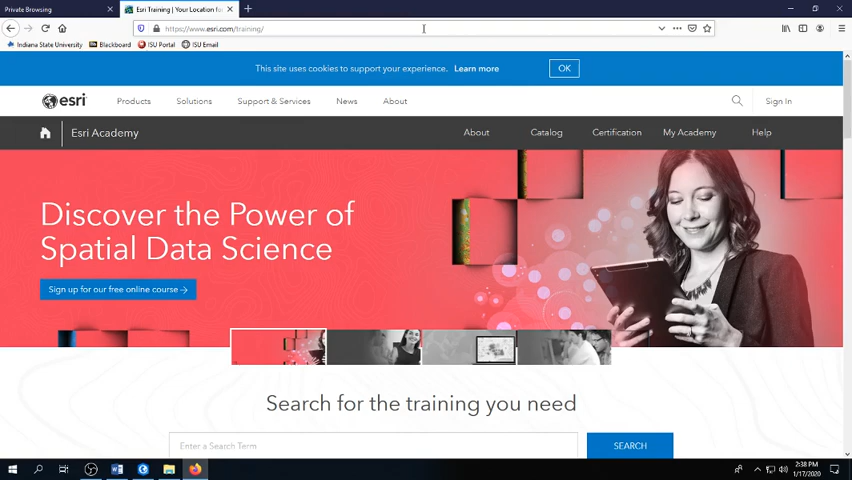 Private Browsing
Esri Training | Your Location for
https://www.esri.com/training/
Indiana State University
Blackboard
ISU Portal
ISU Email
This site uses cookies to support your experience. Learn more
OK
esri
Products
Solutions
Support & Services
News
About
Sign In
Esri Academy
About
Catalog
Certification
My Academy
Help
Discover the Power of
Spatial Data Science
Sign up for our free online course
Search for the training you need
Enter a Search Term
SEARCH
2:38 PM
1/17/2020